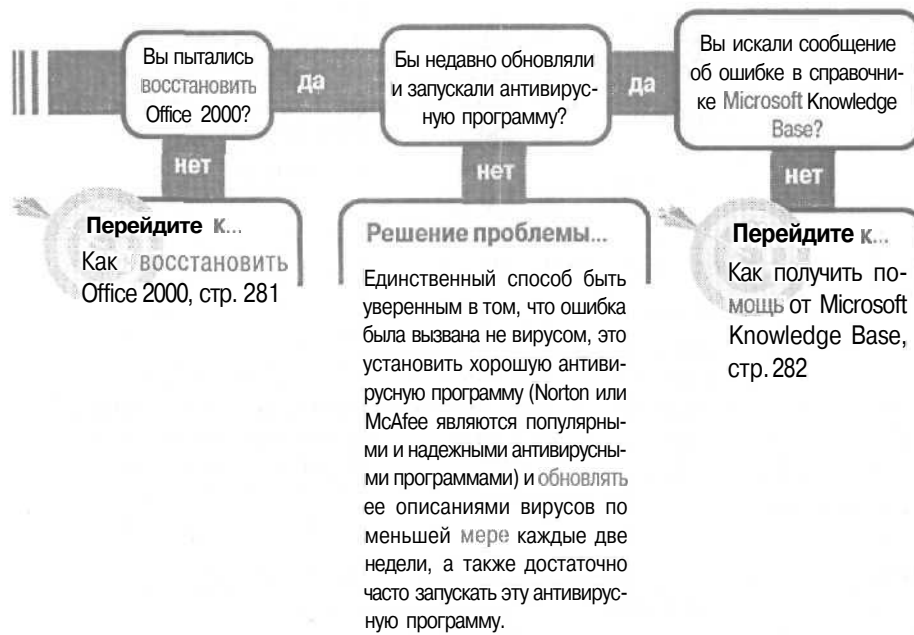 Вы пытались
восстановить
Office 2000?
да
Бы недавно обновляли
и запускали антивирус-
ную программу?
да
Вы искали сообщение
об ошибке в справочни-
ке Microsoft Knowledge
Base?
нет
нет
нет
Перейдите к...
Как восстановить
Office 2000, стр. 281
Решение проблемы...
Единственный способ быть
уверенным в том, что ошибка
была вызвана не вирусом, это
установить хорошую антиви-
русную программу (Norton или
McAfee являются популярны-
ми и надежными антивирусны-
ми программами) и обновлять
ее описаниями вирусов по
меньшей мере каждые две
недели, а также достаточно
часто запускать эту антивирус-
ную программу.
Перейдите к...
Как получить по-
мощь от Microsoft
Knowledge Base,
стр. 282